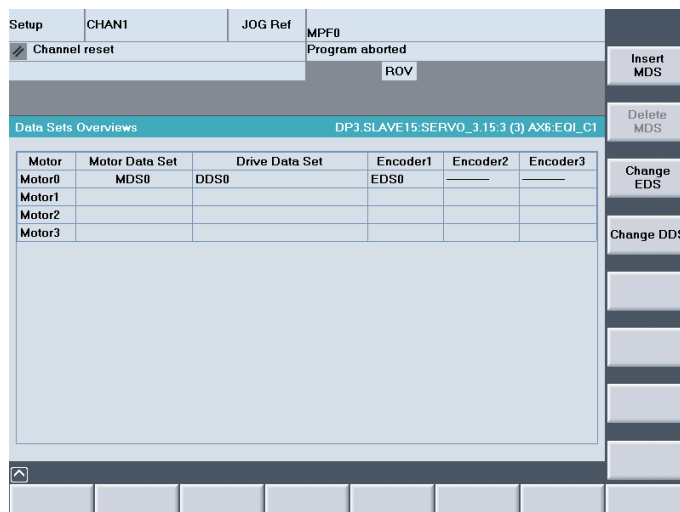 Setup CHAN1 JOG Ref MPF0
Channel reset Program aborted
ROV
Insert
MDS
Data Sets Overviews DP3.SLAVE15:SERVO_3.15:3 (3) AX6:EQI_C1
Delete
MDS
Motor Motor Data Set Drive Data Set Encoder1 Encoder2 Encoder3
Motor0 MDS0 DDS0 EDS0
Motor1
Motor2
Motor3
Change
EDS
Change DDS